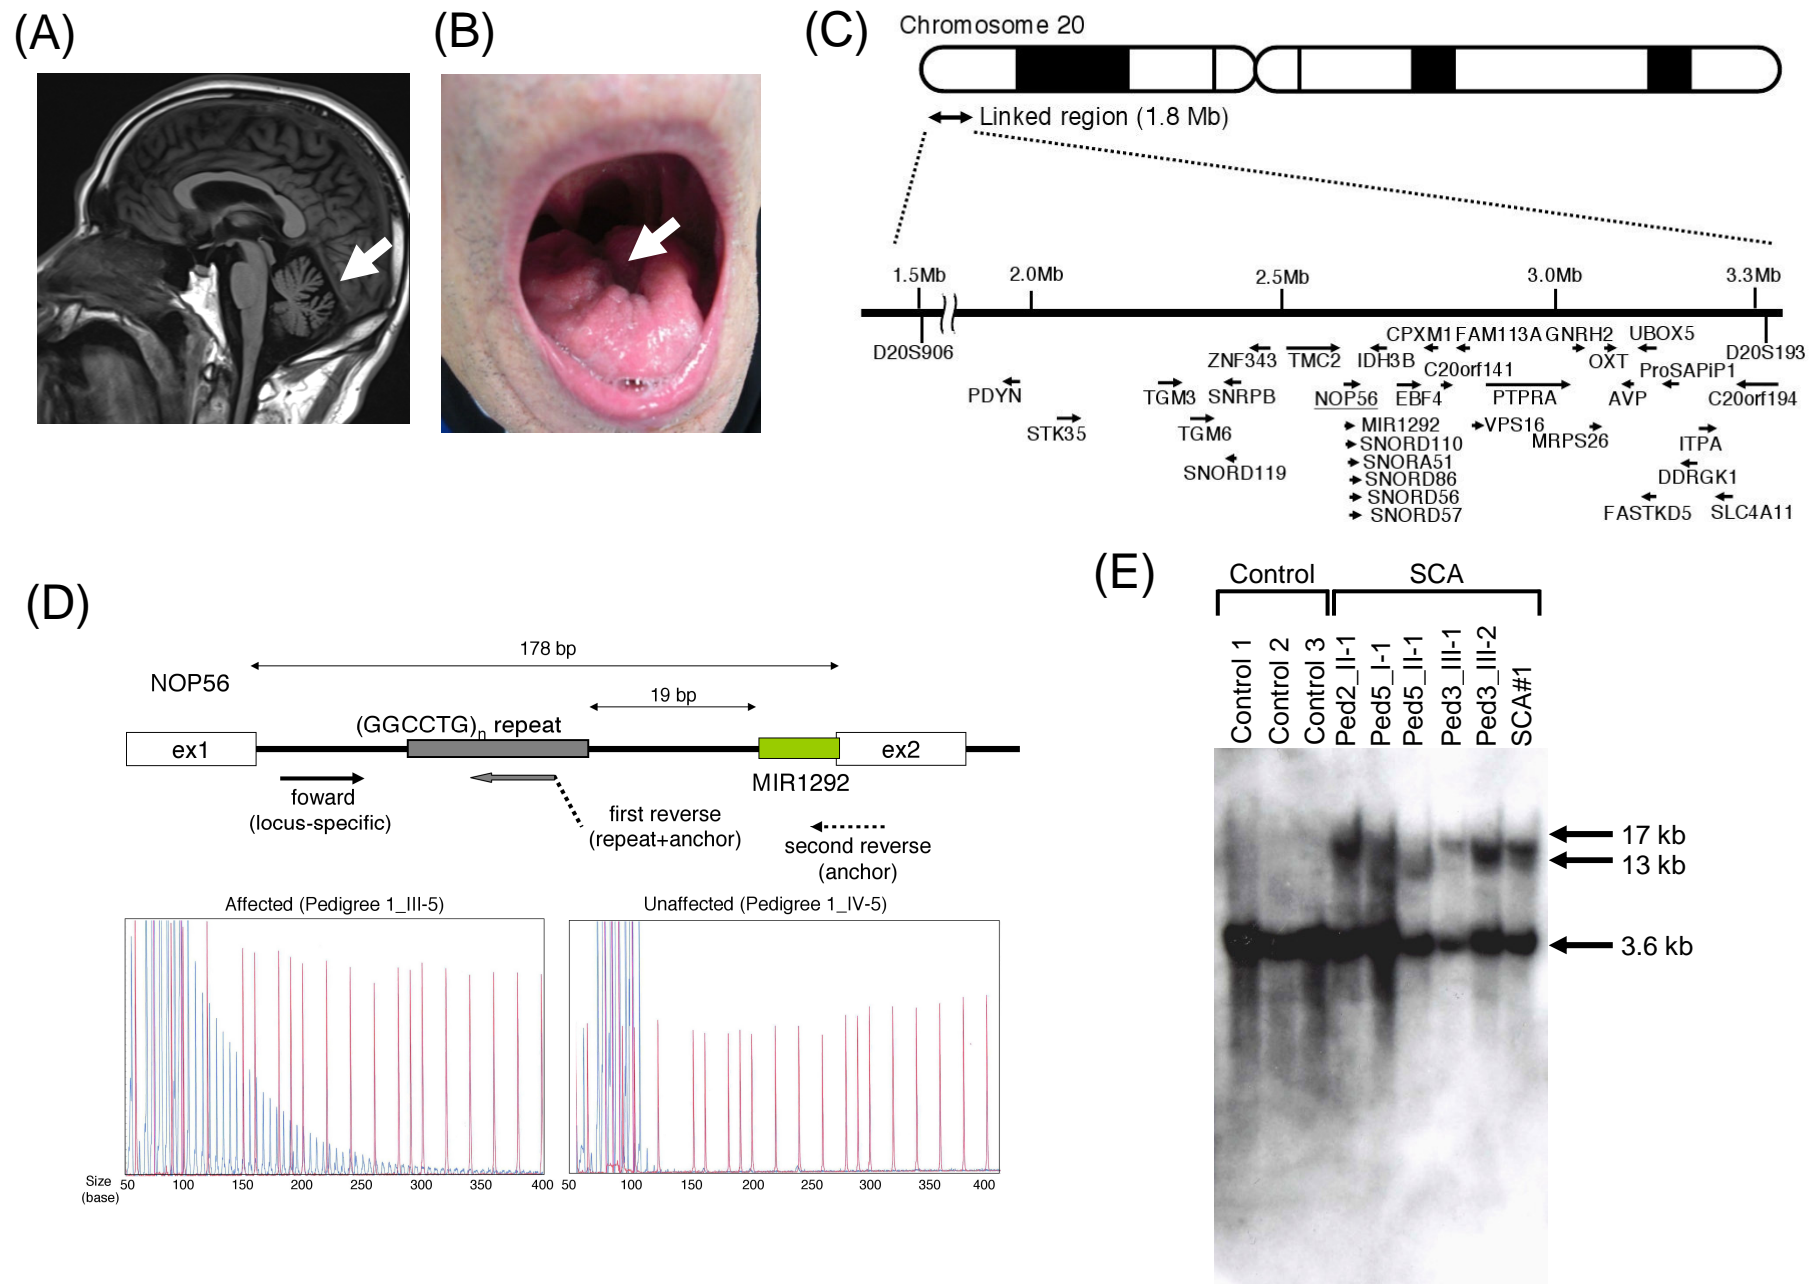 (A)
(B)
(C)
Chromosome 20
Linked region (1.8 Mb)
1.5Mb 2.0Mb 2.5Mb 3.0Mb 3.3Mb
D20S906 D20S193
CPXM1 FAM113A GNRH2 UBOX5
ZNF343 TMC2 IDH3B OXT
C20orf141 ProSAPiP1
PDYN TGM3 SNRPB NOP56 EBF4 PTPRA AVP C20orf194
STK35 TGM6 MIR1292 VPS16 MRPS26 ITPA
SNORD110
SNORD119 SNORA51
SNORD86 DDRGK1
SNORD56
SNORD57 FASTKD5 SLC4A11
(D)
178 bp
NOP56
19 bp
(GGCCTG)n repeat
ex1 ex2
MIR1292
foward
(locus-specific)
first reverse
(repeat+anchor)
second reverse
(anchor)
Affected (Pedigree 1_III-5) Unaffected (Pedigree 1_IV-5)
Size
(base)
50 100 150 200 250 300 350 400 50 100 150 200 250 300 350 400
(E)
Control SCA
Control 1
Control 2
Control 3
Ped2_II-1
Ped5_I-1
Ped5_II-1
Ped3_III-1
Ped3_III-2
SCA#1
17 kb
13 kb
3.6 kb